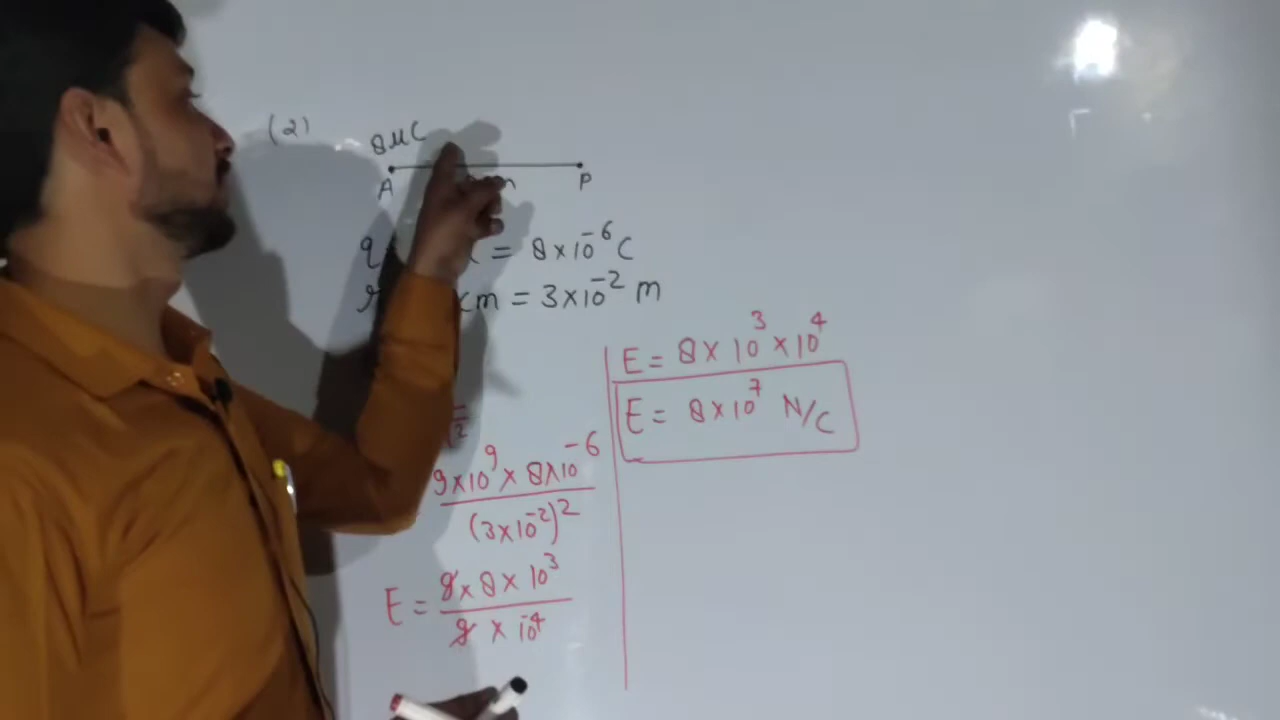 (2)
8μC
A P
q = 8×10⁻⁶ C
cm = 3×10⁻² m
9×10⁹ × 8×10⁻⁶
(3×10⁻²)²
E = 9 × 8 × 10³
9 × 10⁻⁴
E = 8 × 10³ × 10⁴
E = 8×10⁷ N/C